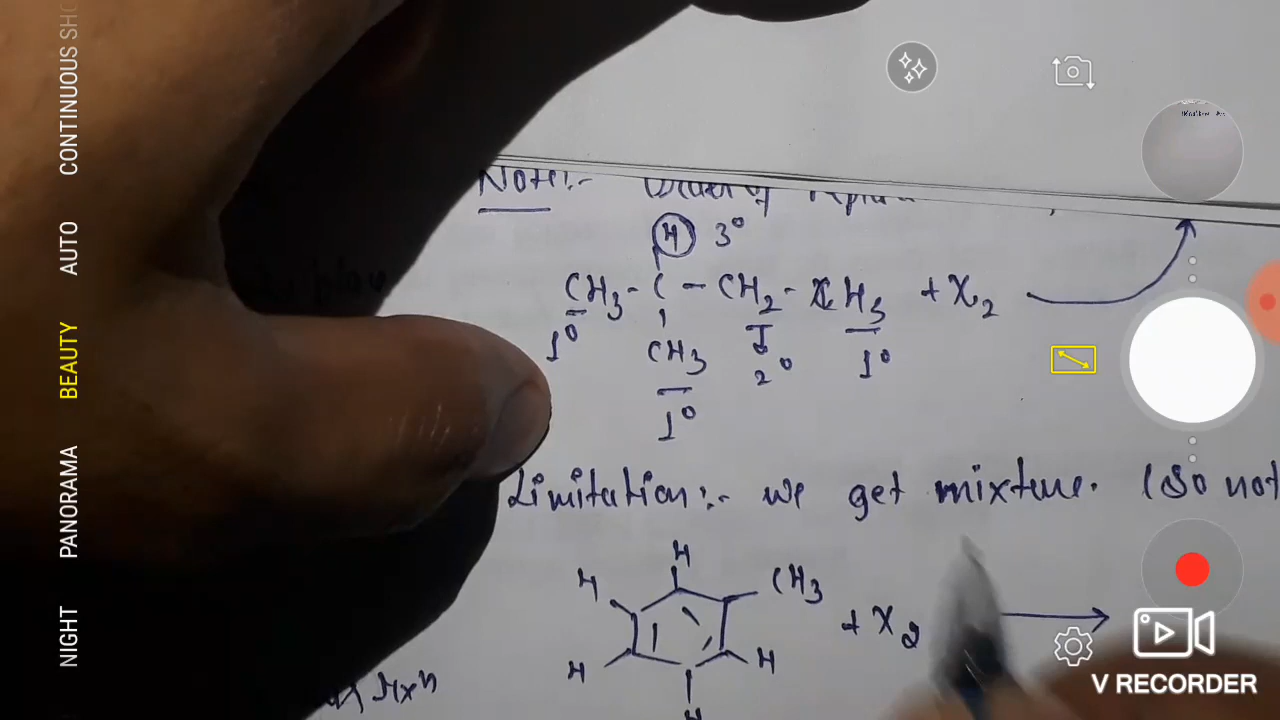 CONTINUOUS SHO
AUTO
BEAUTY
PANORAMA
NIGHT
Note:-
H 3°
CH3 - C - CH2 - CH3 + X2
1° CH3 2° 1°
1°
Limitation:- we get mixture. (So not
H
H CH3
+ X2
H H
H
V RECORDER